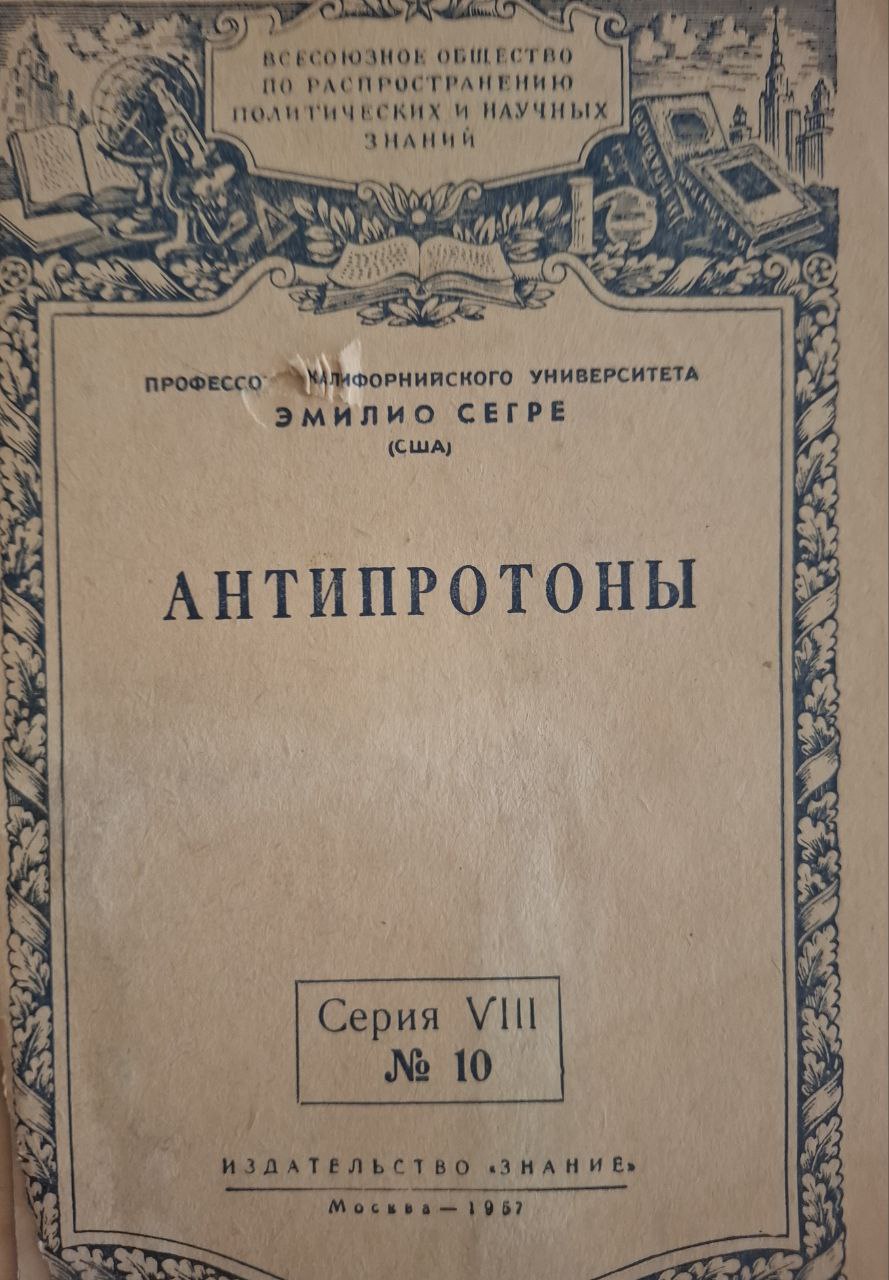 ВСЕСОЮЗНОЕ ОБЩЕСТВО
ПО РАСПРОСТРАНЕНИЮ
ПОЛИТИЧЕСКИХ И НАУЧНЫХ
ЗНАНИЙ
ПРОФЕССО КАЛИФОРНИЙСКОГО УНИВЕРСИТЕТА
ЭМИЛИО СЕГРЕ
(США)
АНТИПРОТОНЫ
Серия VIII
№ 10
ИЗДАТЕЛЬСТВО «ЗНАНИЕ»
Москва — 1957